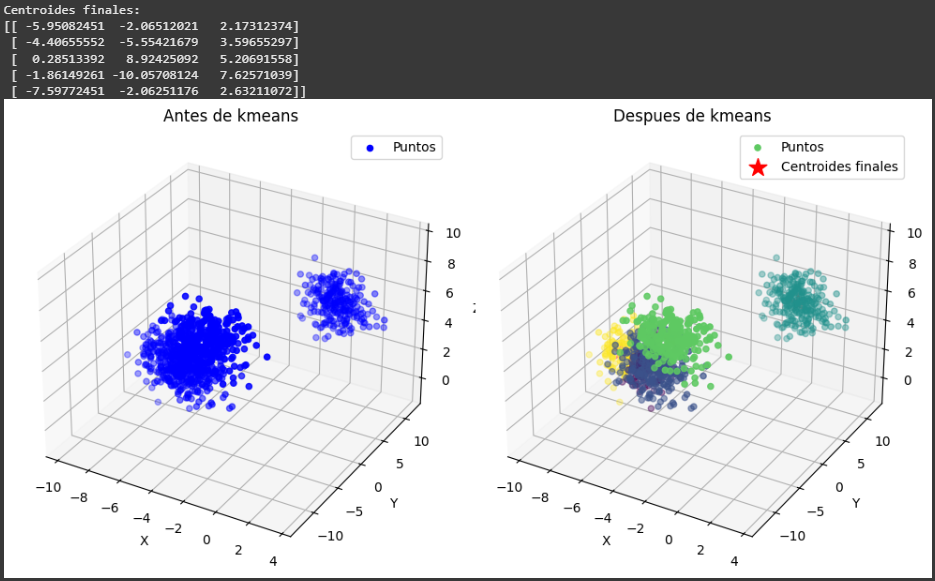 Centroides finales:
[[ -5.95082451  -2.06512021   2.17312374]
 [ -4.40655552  -5.55421679   3.59655297]
 [  0.28513392   8.92425092   5.20691558]
 [ -1.86149261 -10.05708124   7.62571039]
 [ -7.59772451  -2.06251176   2.63211072]]
Antes de kmeans
Puntos
10
8
6
4
2
0
10
5
0
−5
−10
Y
−10
−8
−6
−4
−2
0
2
4
X
Despues de kmeans
Puntos
Centroides finales
10
8
6
4
2
0
10
5
0
−5
−10
Y
−10
−8
−6
−4
−2
0
2
4
X